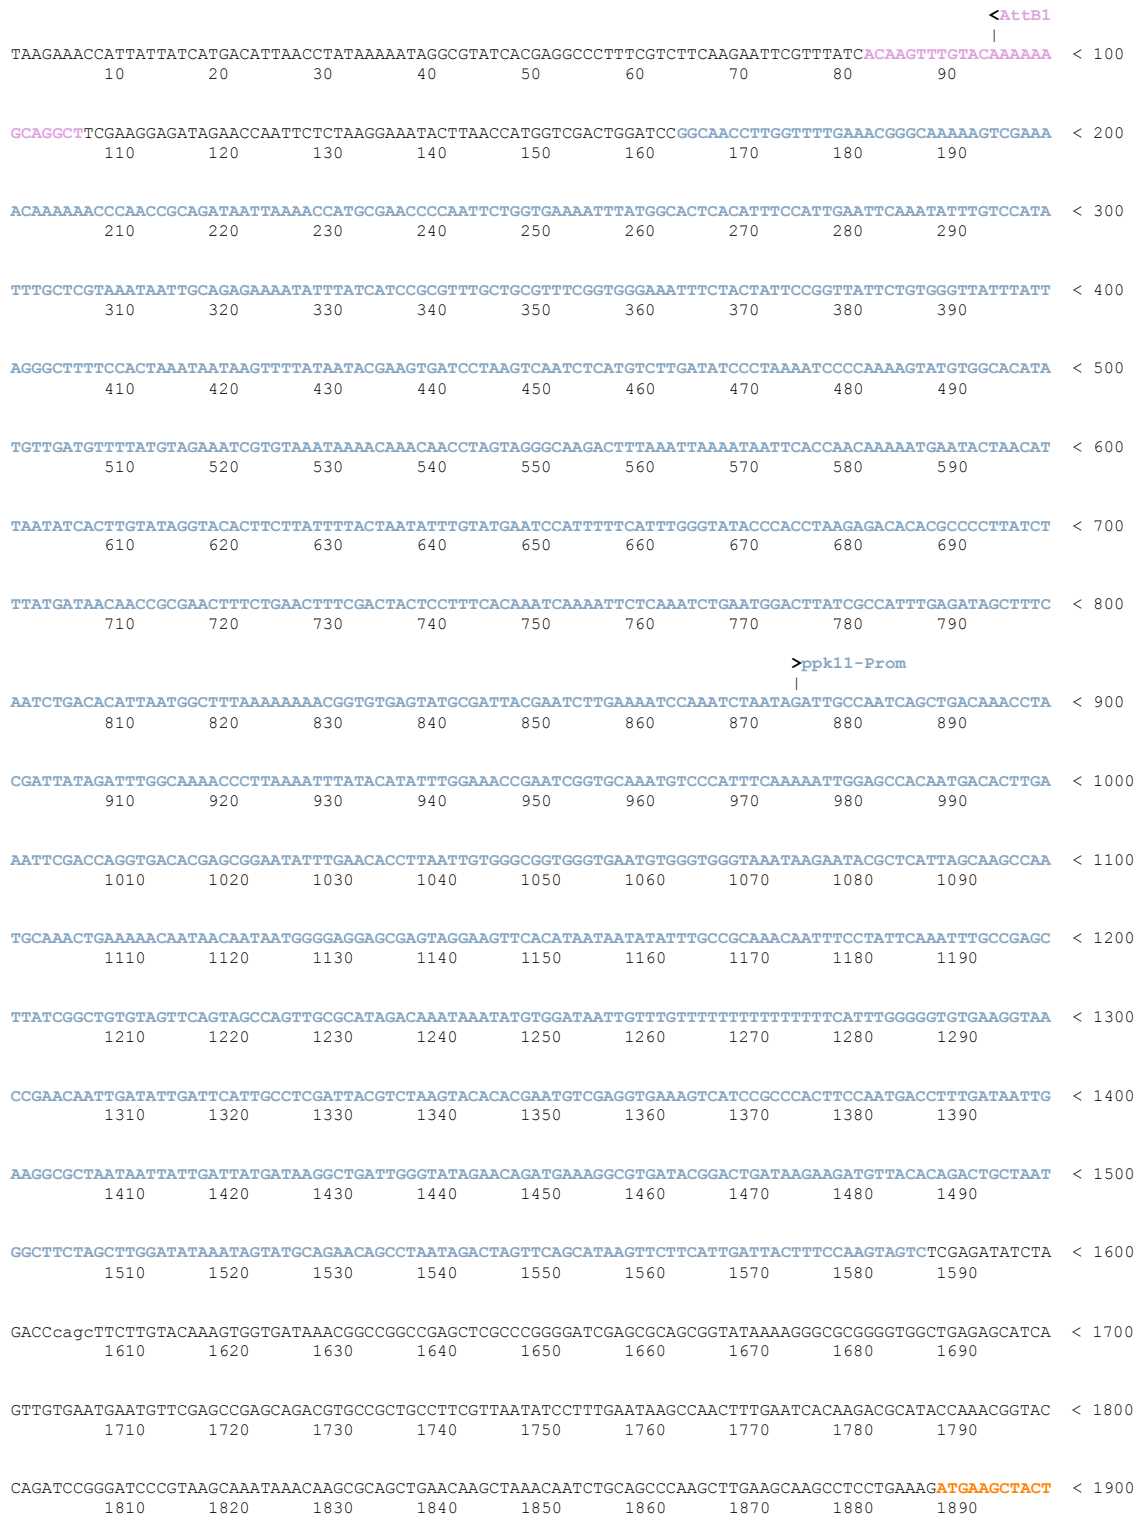 <AttB1
|
TAAGAAACCATTATTATCATGACATTAACCTATAAAAATAGGCGTATCACGAGGCCCTTTCGTCTTCAAGAATTCGTTTATCACAAGTTTGTACAAAAAA < 100
10 20 30 40 50 60 70 80 90
GCAGGCTTCGAAGGAGATAGAACCAATTCTCTAAGGAAATACTTAACCATGGTCGACTGGATCCGGCAACCTTGGTTTTGAAACGGGCAAAAAGTCGAAA < 200
110 120 130 140 150 160 170 180 190
ACAAAAAACCCAACCGCAGATAATTAAAACCATGCGAACCCCAATTCTGGTGAAAATTTATGGCACTCACATTTCCATTGAATTCAAATATTTGTCCATA < 300
210 220 230 240 250 260 270 280 290
TTTGCTCGTAAATAATTGCAGAGAAAATATTTATCATCCGCGTTTGCTGCGTTTCGGTGGGAAATTTCTACTATTCCGGTTATTCTGTGGGTTATTTATT < 400
310 320 330 340 350 360 370 380 390
AGGGCTTTTCCACTAAATAATAAGTTTTATAATACGAAGTGATCCTAAGTCAATCTCATGTCTTGATATCCCTAAAATCCCCAAAAGTATGTGGCACATA < 500
410 420 430 440 450 460 470 480 490
TGTTGATGTTTTATGTAGAAATCGTGTAAATAAAACAAACAACCTAGTAGGGCAAGACTTTAAATTAAAATAATTCACCAACAAAAATGAATACTAACAT < 600
510 520 530 540 550 560 570 580 590
TAATATCACTTGTATAGGTACACTTCTTATTTTACTAATATTTGTATGAATCCATTTTTCATTTGGGTATACCCACCTAAGAGACACACGCCCCTTATCT < 700
610 620 630 640 650 660 670 680 690
TTATGATAACAACCGCGAACTTTCTGAACTTTCGACTACTCCTTTCACAAATCAAAATTCTCAAATCTGAATGGACTTATCGCCATTTGAGATAGCTTTC < 800
710 720 730 740 750 760 770 780 790
>ppk11-Prom
|
AATCTGACACATTAATGGCTTTAAAAAAAACGGTGTGAGTATGCGATTACGAATCTTGAAAATCCAAATCTAATAGATTGCCAATCAGCTGACAAACCTA < 900
810 820 830 840 850 860 870 880 890
CGATTATAGATTTGGCAAAACCCTTAAAATTTATACATATTTGGAAACCGAATCGGTGCAAATGTCCCATTTCAAAAATTGGAGCCACAATGACACTTGA < 1000
910 920 930 940 950 960 970 980 990
AATTCGACCAGGTGACACGAGCGGAATATTTGAACACCTTAATTGTGGGCGGTGGGTGAATGTGGGTGGGTAAATAAGAATACGCTCATTAGCAAGCCAA < 1100
1010 1020 1030 1040 1050 1060 1070 1080 1090
TGCAAACTGAAAAACAATAACAATAATGGGGAGGAGCGAGTAGGAAGTTCACATAATAATATATTTGCCGCAAACAATTTCCTATTCAAATTTGCCGAGC < 1200
1110 1120 1130 1140 1150 1160 1170 1180 1190
TTATCGGCTGTGTAGTTCAGTAGCCAGTTGCGCATAGACAAATAAATATGTGGATAATTGTTTGTTTTTTTTTTTTTTTCATTTGGGGGTGTGAAGGTAA < 1300
1210 1220 1230 1240 1250 1260 1270 1280 1290
CCGAACAATTGATATTGATTCATTGCCTCGATTACGTCTAAGTACACACGAATGTCGAGGTGAAAGTCATCCGCCCACTTCCAATGACCTTTGATAATTG < 1400
1310 1320 1330 1340 1350 1360 1370 1380 1390
AAGGCGCTAATAATTATTGATTATGATAAGGCTGATTGGGTATAGAACAGATGAAAGGCGTGATACGGACTGATAAGAAGATGTTACACAGACTGCTAAT < 1500
1410 1420 1430 1440 1450 1460 1470 1480 1490
GGCTTCTAGCTTGGATATAAATAGTATGCAGAACAGCCTAATAGACTAGTTCAGCATAAGTTCTTCATTGATTACTTTCCAAGTAGTCTCGAGATATCTA < 1600
1510 1520 1530 1540 1550 1560 1570 1580 1590
GACCcagcTTCTTGTACAAAGTGGTGATAAACGGCCGGCCGAGCTCGCCCGGGGATCGAGCGCAGCGGTATAAAAGGGCGCGGGGTGGCTGAGAGCATCA < 1700
1610 1620 1630 1640 1650 1660 1670 1680 1690
GTTGTGAATGAATGTTCGAGCCGAGCAGACGTGCCGCTGCCTTCGTTAATATCCTTTGAATAAGCCAACTTTGAATCACAAGACGCATACCAAACGGTAC < 1800
1710 1720 1730 1740 1750 1760 1770 1780 1790
CAGATCCGGGATCCCGTAAGCAAATAAACAAGCGCAGCTGAACAAGCTAAACAATCTGCAGCCCAAGCTTGAAGCAAGCCTCCTGAAAGATGAAGCTACT < 1900
1810 1820 1830 1840 1850 1860 1870 1880 1890